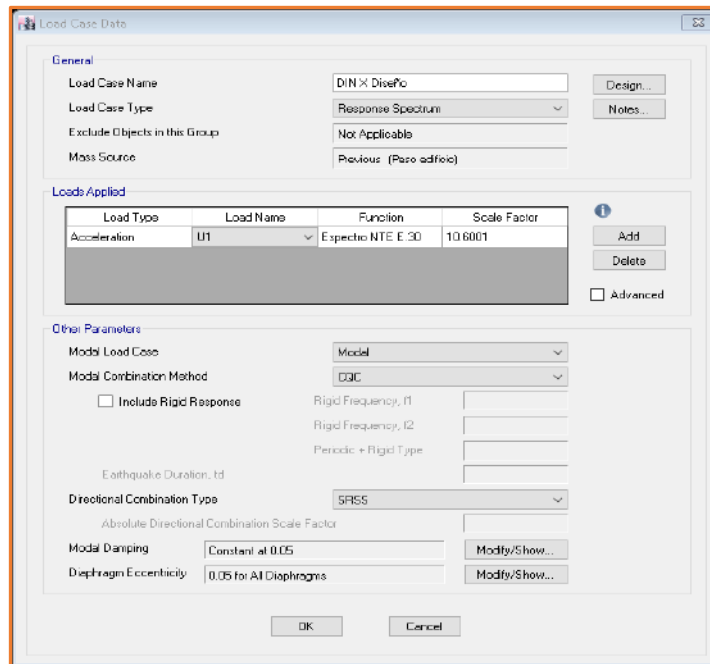 Load Case Data
General
Load Case Name DIN X Diseño Design...
Load Case Type Response Spectrum Notes...
Exclude Objects in this Group Not Applicable
Mass Source Previous (Peso edificio)
Loads Applied
Load Type Load Name Function Scale Factor
Acceleration U1 Espectro NTE E.30 10.6001 Add
Delete
Advanced
Other Parameters
Modal Load Case Modal
Modal Combination Method CQC
Include Rigid Response Rigid Frequency, f1
Rigid Frequency, f2
Periodic + Rigid Type
Earthquake Duration, td
Directional Combination Type SRSS
Absolute Directional Combination Scale Factor
Modal Damping Constant at 0.05 Modify/Show...
Diaphragm Eccentricity 0.05 for All Diaphragms Modify/Show...
OK Cancel